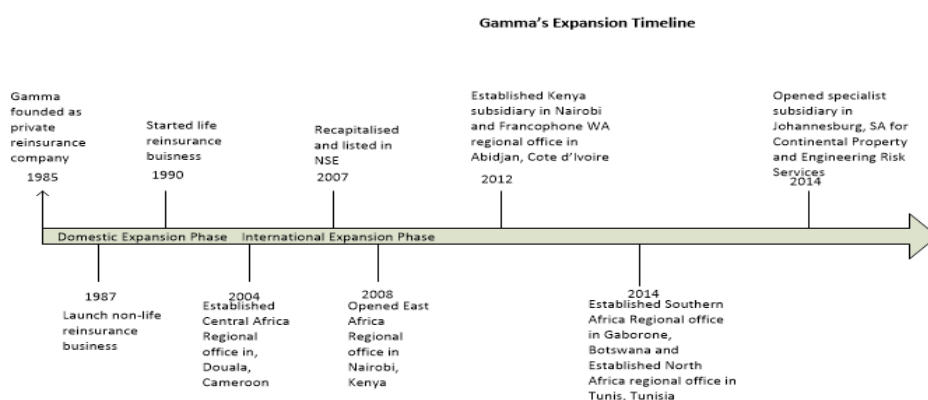 Gamma's Expansion Timeline
Gamma
founded as
private
reinsurance
company
1985
Started life
reinsurance
buisness
1990
Recapitalised
and listed in
NSE
2007
Established Kenya
subsidiary in Nairobi
and Francophone WA
regional office in
Abidjan, Cote d'Ivoire
2012
Opened specialist
subsidiary in
Johannesburg, SA for
Continental Property
and Engineering Risk
Services
2014
Domestic Expansion Phase
International Expansion Phase
1987
Launch non-life
reinsurance
business
2004
Established
Central Africa
Regional
office in,
Douala,
Cameroon
2008
Opened East
Africa
Regional
office in
Nairobi,
Kenya
2014
Established Southern
Africa Regional office
in Gaborone,
Botswana and
Established North
Africa regional office in
Tunis, Tunisia